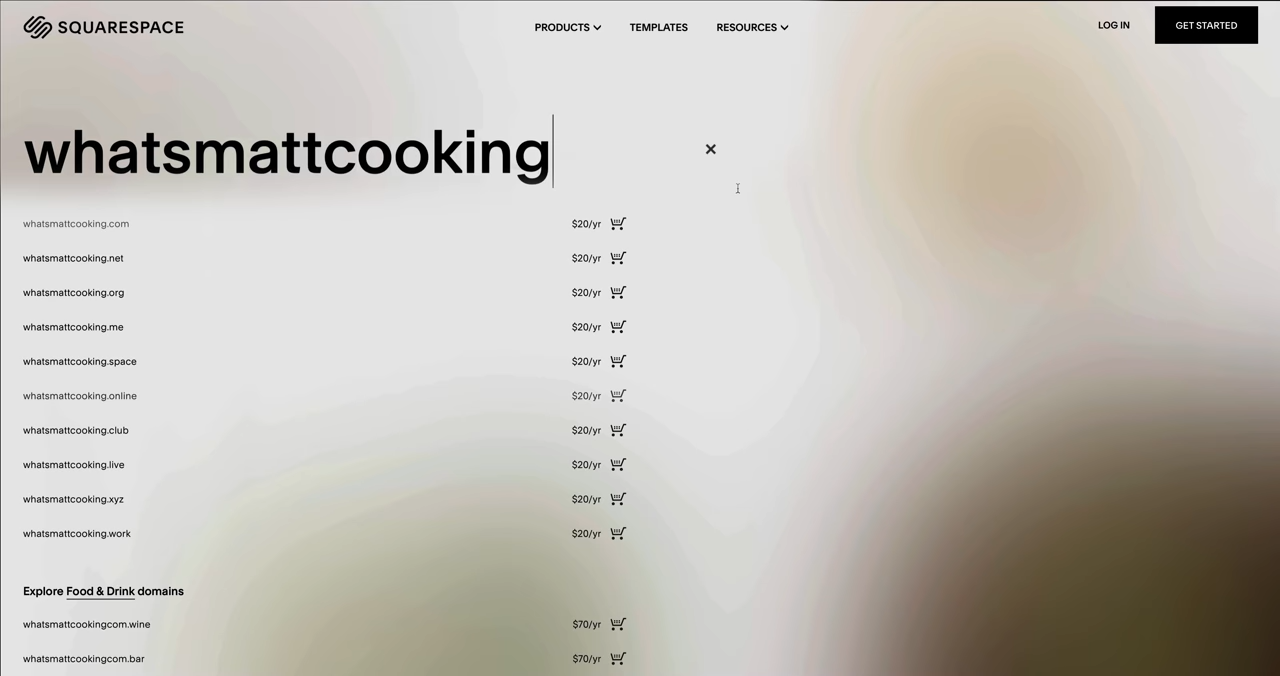 SQUARESPACE PRODUCTS TEMPLATES RESOURCES LOG IN GET STARTED
whatsmattcooking
whatsmattcooking.com $20/yr
whatsmattcooking.net $20/yr
whatsmattcooking.org $20/yr
whatsmattcooking.me $20/yr
whatsmattcooking.space $20/yr
whatsmattcooking.online $20/yr
whatsmattcooking.club $20/yr
whatsmattcooking.live $20/yr
whatsmattcooking.xyz $20/yr
whatsmattcooking.work $20/yr
Explore Food & Drink domains
whatsmattcookingcom.wine $70/yr
whatsmattcookingcom.bar $70/yr